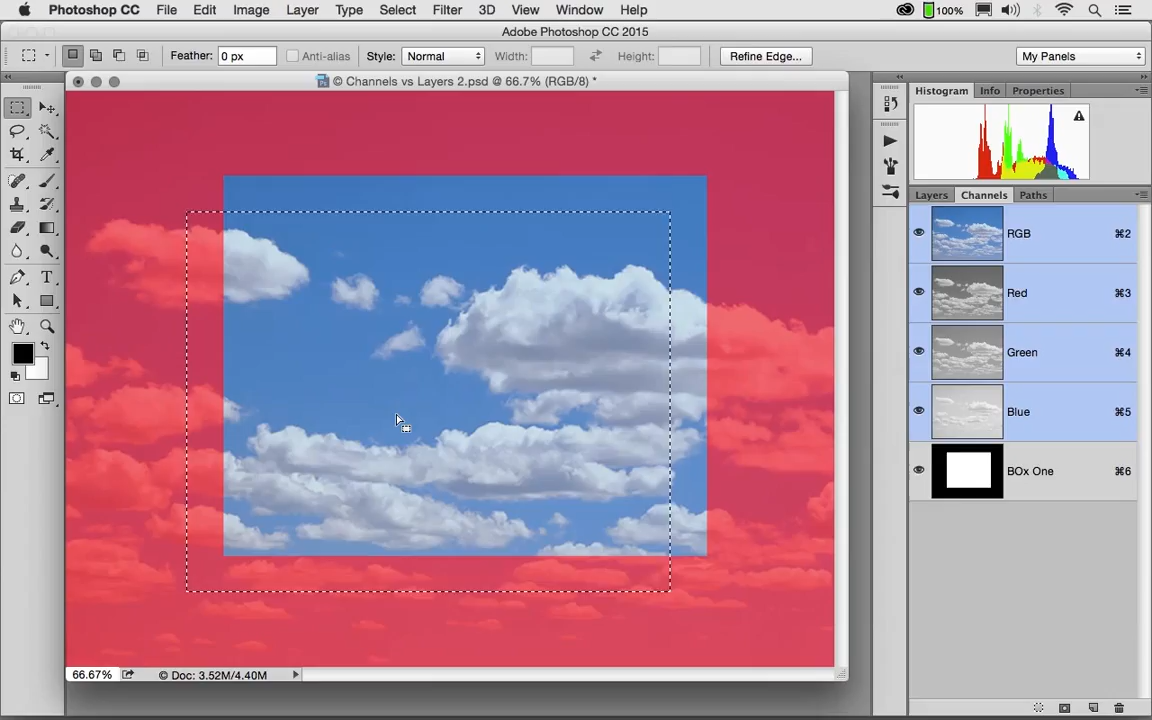 Photoshop CC File Edit Image Layer Type Select Filter 3D View Window Help 100%
Adobe Photoshop CC 2015
Feather: 0 px Anti-alias Style: Normal Width: Height: Refine Edge... My Panels
© Channels vs Layers 2.psd @ 66.7% (RGB/8) *
Histogram Info Properties
Layers Channels Paths
RGB ⌘2
Red ⌘3
Green ⌘4
Blue ⌘5
BOx One ⌘6
66.67% © Doc: 3.52M/4.40M